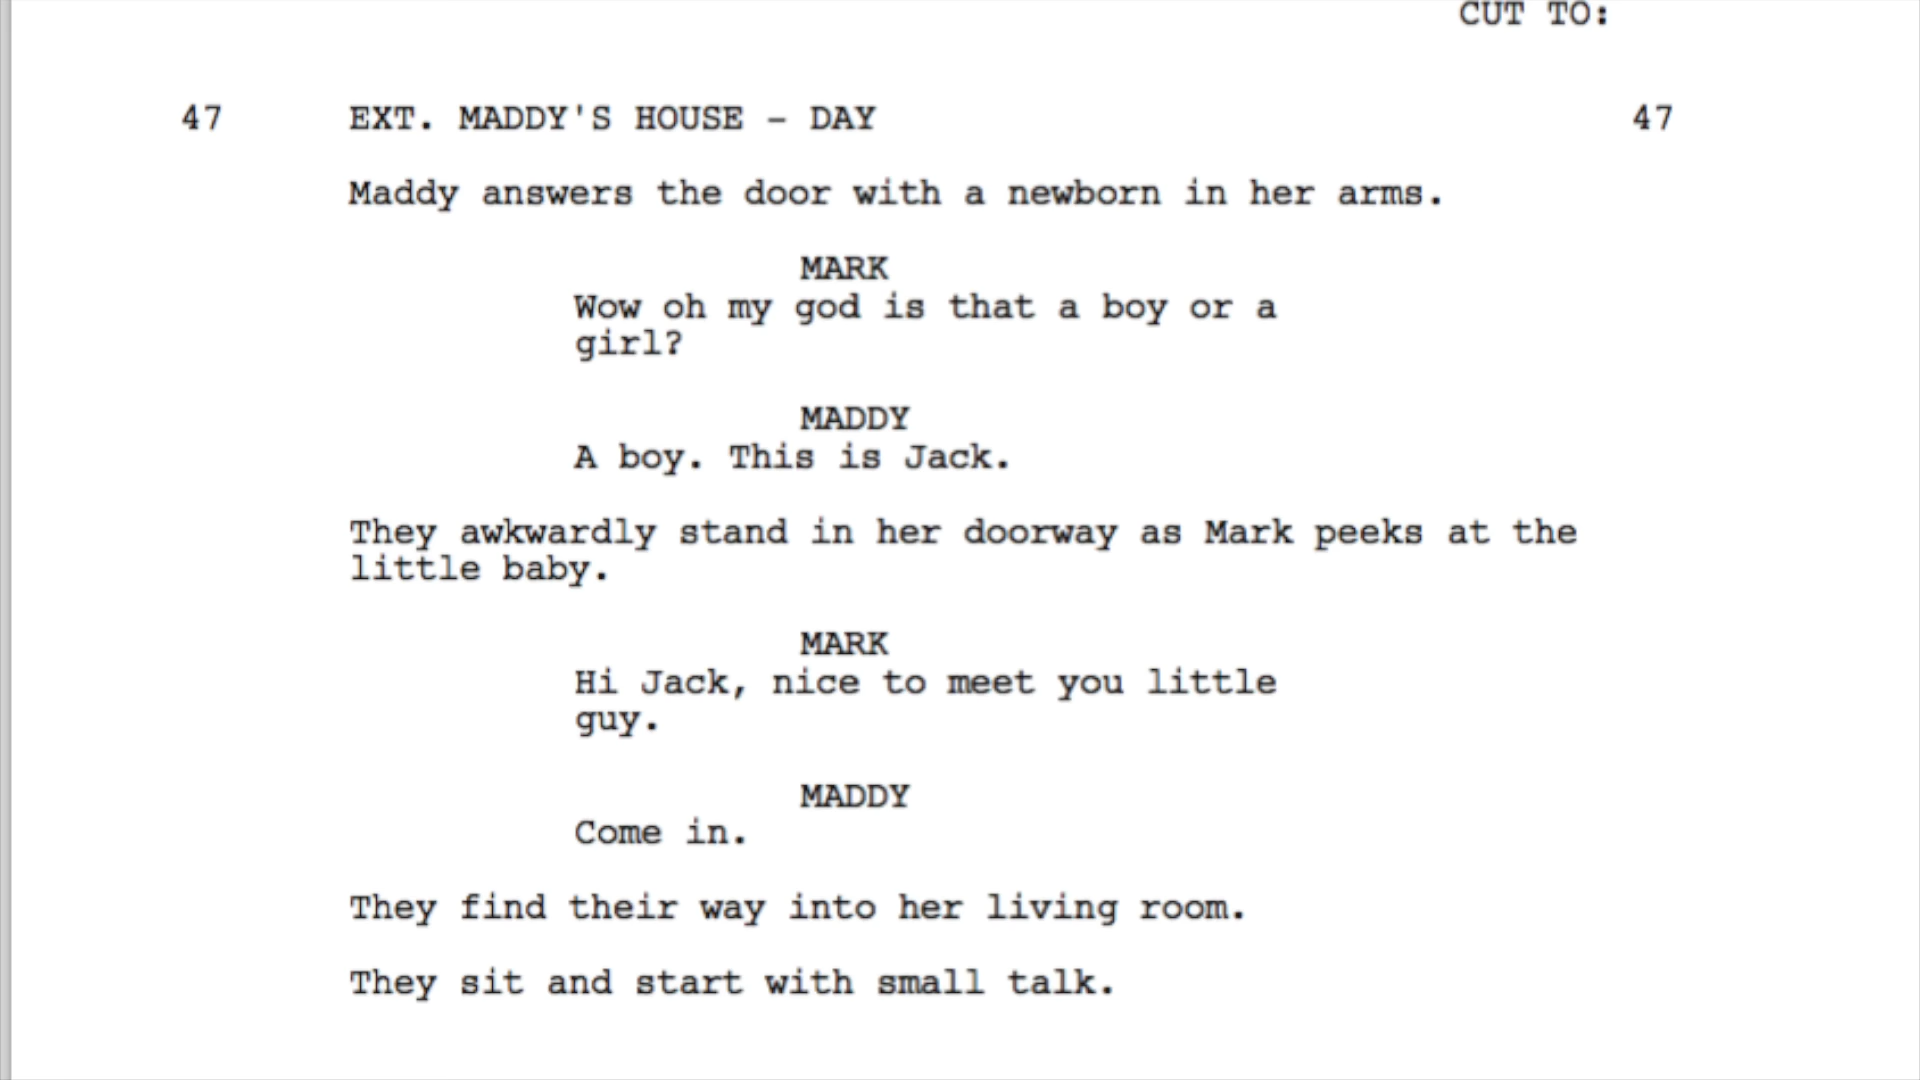 CUT TO:
47 EXT. MADDY'S HOUSE - DAY 47
Maddy answers the door with a newborn in her arms.
MARK
Wow oh my god is that a boy or a
girl?
MADDY
A boy. This is Jack.
They awkwardly stand in her doorway as Mark peeks at the
little baby.
MARK
Hi Jack, nice to meet you little
guy.
MADDY
Come in.
They find their way into her living room.
They sit and start with small talk.